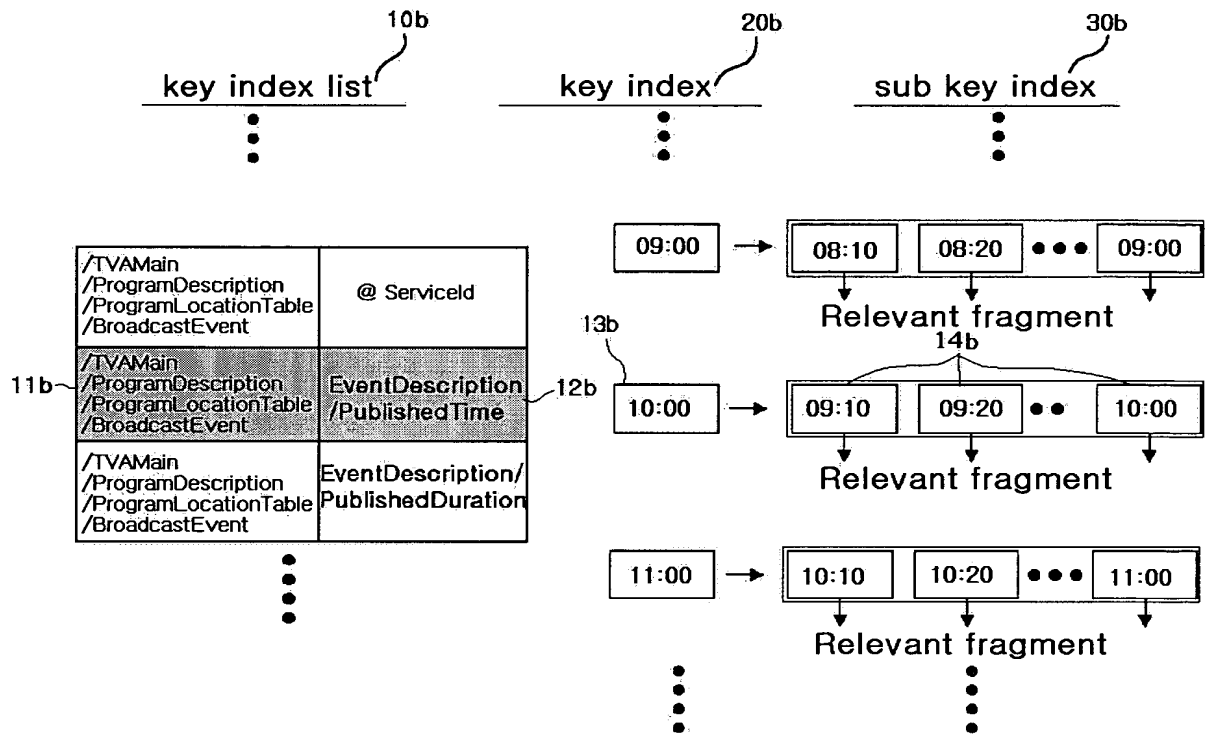 10b
20b
30b
key index list
key index
sub key index
09:00
08:10
08:20
09:00
Relevant fragment
/TVAMain
/ProgramDescription
/ProgramLocationTable
/BroadcastEvent
@ ServiceId
13b
14b
11b
/TVAMain
/ProgramDescription
/ProgramLocationTable
/BroadcastEvent
EventDescription
/PublishedTime
12b
10:00
09:10
09:20
10:00
Relevant fragment
/TVAMain
/ProgramDescription
/ProgramLocationTable
/BroadcastEvent
EventDescription/
PublishedDuration
11:00
10:10
10:20
11:00
Relevant fragment